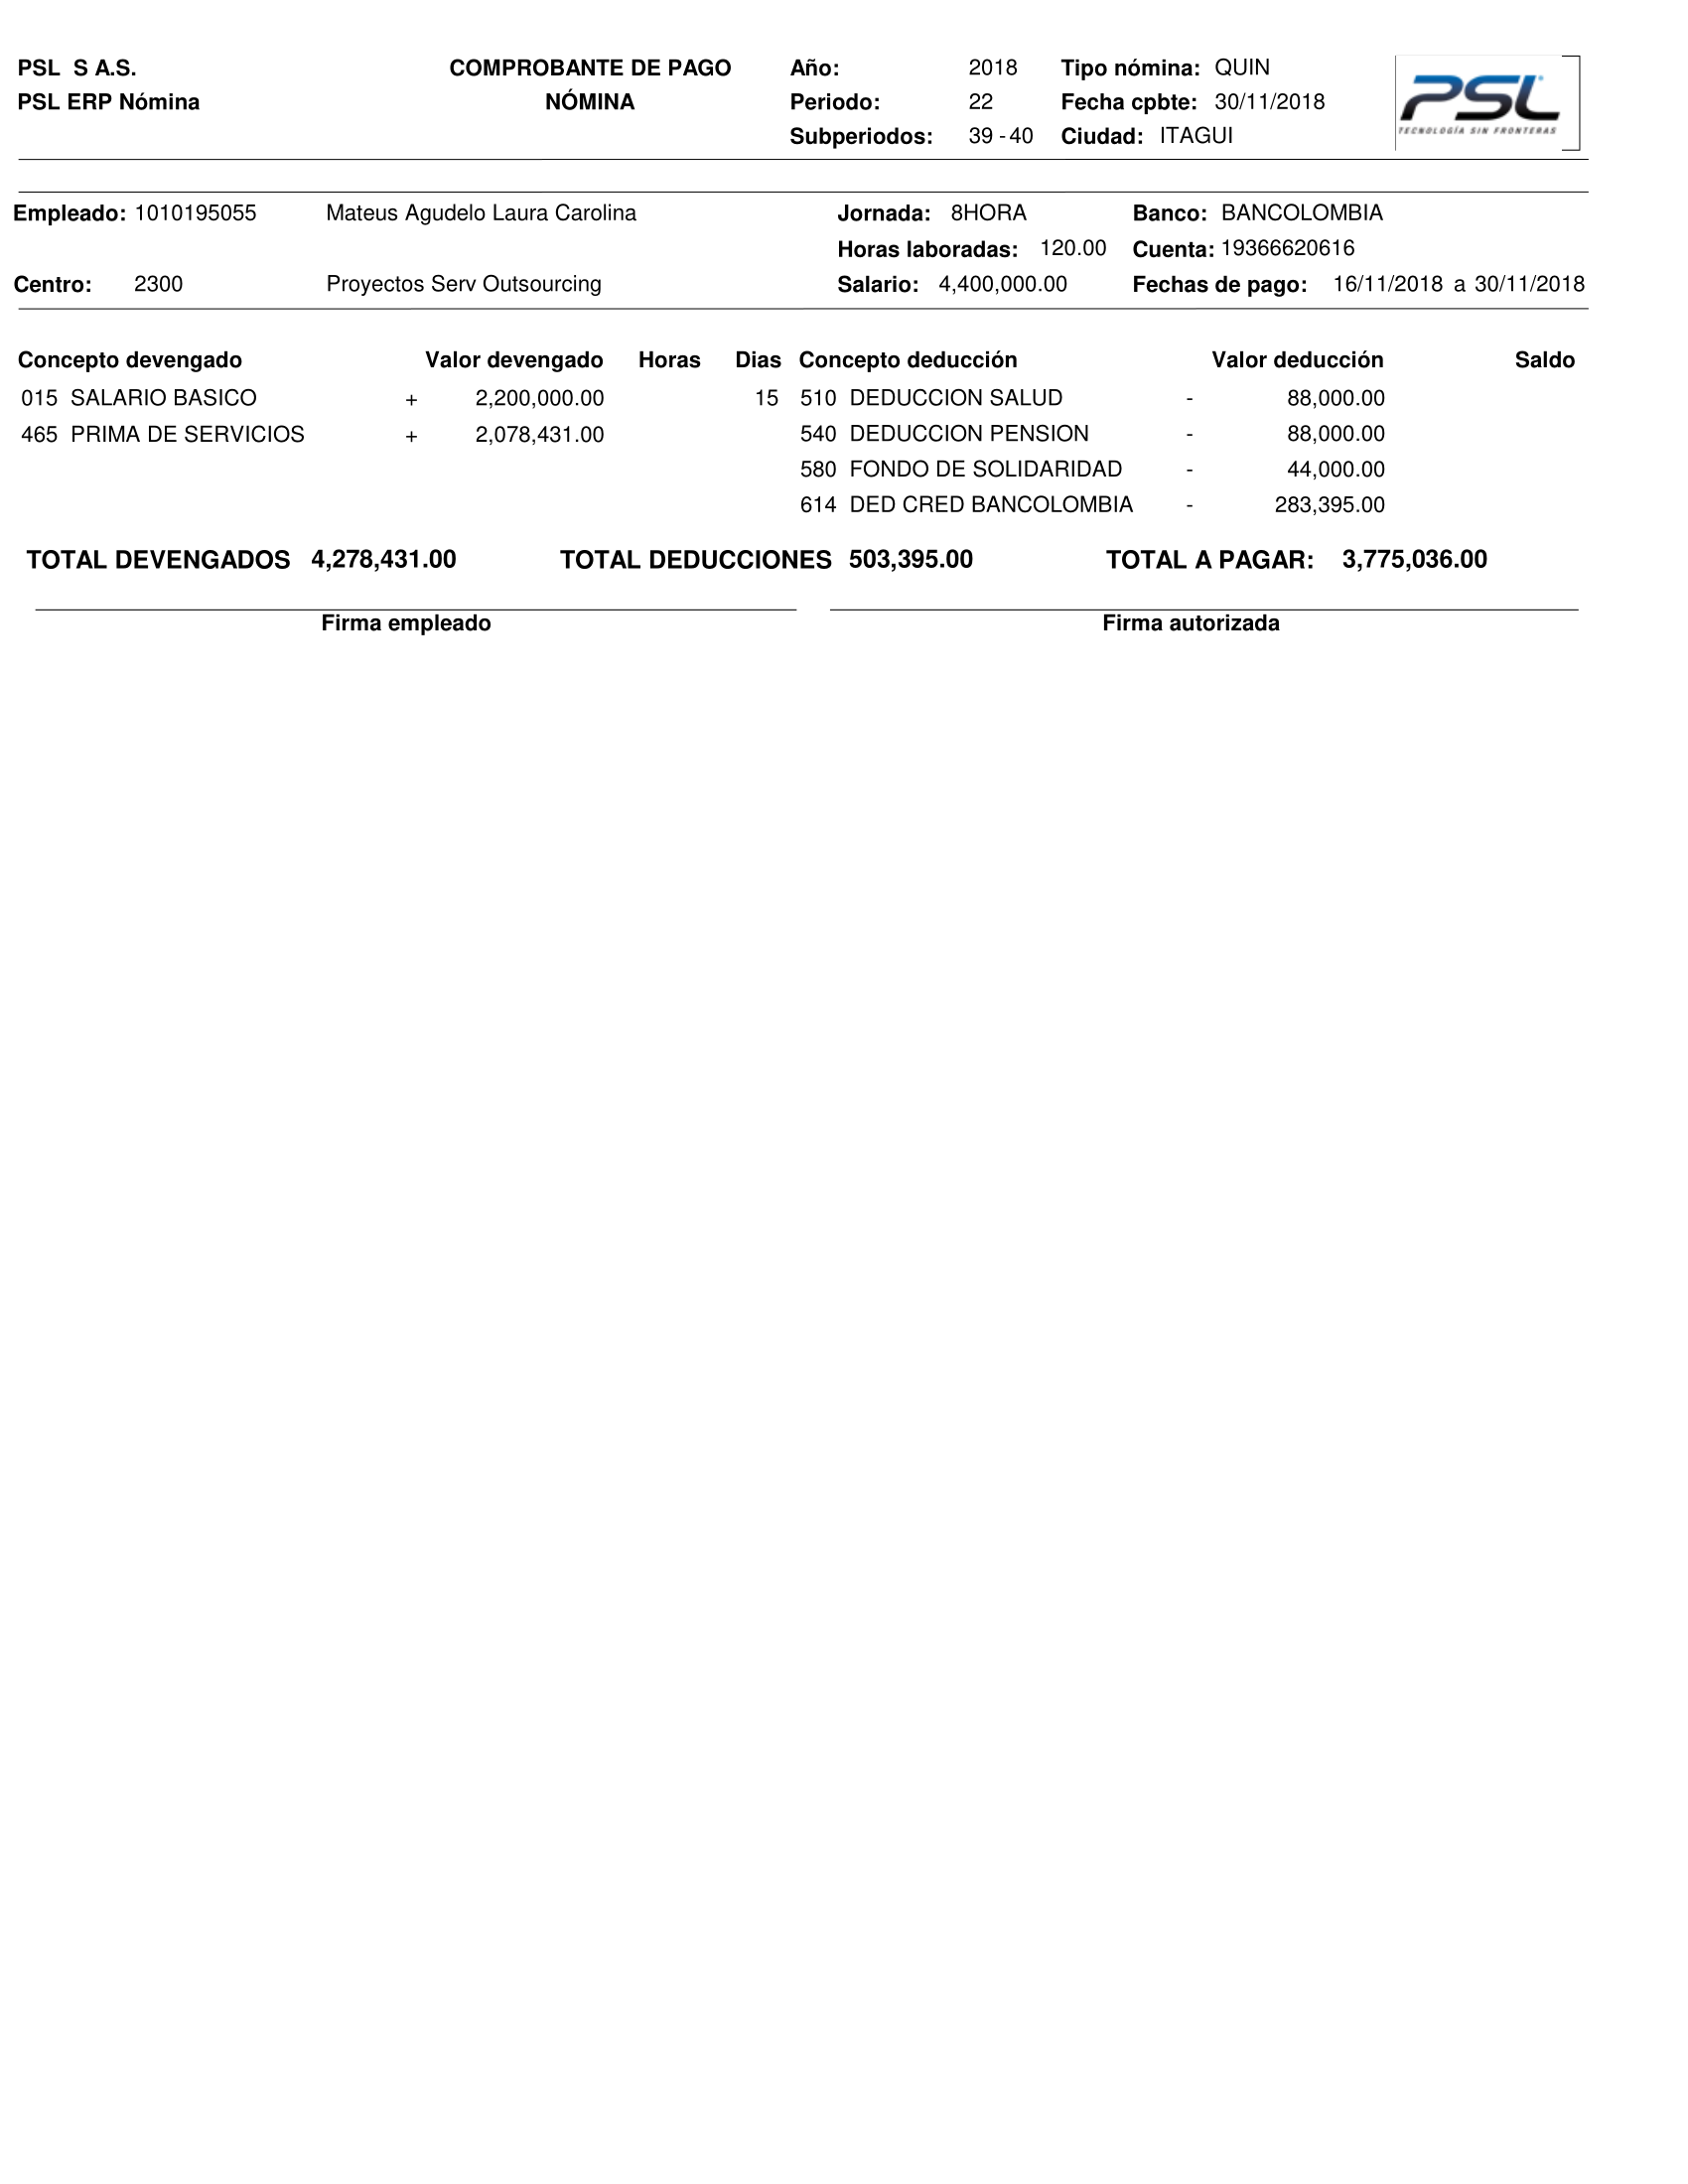 PSL S A.S. COMPROBANTE DE PAGO Año: 2018 Tipo nómina: QUIN
PSL ERP Nómina NÓMINA Periodo: 22 Fecha cpbte: 30/11/2018
Subperiodos: 39 - 40 Ciudad: ITAGUI
PSL
TECNOLOGÍA SIN FRONTERAS
Empleado: 1010195055 Mateus Agudelo Laura Carolina Jornada: 8HORA Banco: BANCOLOMBIA
Horas laboradas: 120.00 Cuenta: 19366620616
Centro: 2300 Proyectos Serv Outsourcing Salario: 4,400,000.00 Fechas de pago: 16/11/2018 a 30/11/2018
Concepto devengado Valor devengado Horas Dias Concepto deducción Valor deducción Saldo
015 SALARIO BASICO + 2,200,000.00 15 510 DEDUCCION SALUD - 88,000.00
465 PRIMA DE SERVICIOS + 2,078,431.00 540 DEDUCCION PENSION - 88,000.00
580 FONDO DE SOLIDARIDAD - 44,000.00
614 DED CRED BANCOLOMBIA - 283,395.00
TOTAL DEVENGADOS 4,278,431.00 TOTAL DEDUCCIONES 503,395.00 TOTAL A PAGAR: 3,775,036.00
Firma empleado Firma autorizada